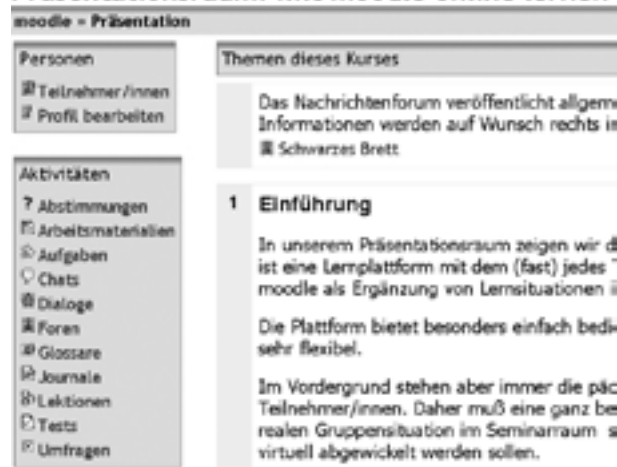 moodle » Präsentation
Personen
Teilnehmer/innen
Profil bearbeiten
Aktivitäten
Abstimmungen
Arbeitsmaterialien
Aufgaben
Chats
Dialoge
Foren
Glossare
Journale
Lektionen
Tests
Umfragen
Themen dieses Kurses
Das Nachrichtenforum veröffentlicht allgem
Informationen werden auf Wunsch rechts i
Schwarzes Brett
1 Einführung
In unserem Präsentationsraum zeigen wir d
ist eine Lernplattform mit dem (fast) jedes
moodle als Ergänzung von Lernsituationen
Die Plattform bietet besonders einfach bedi
sehr flexibel.
Im Vordergrund stehen aber immer die
Teilnehmer/innen. Daher muß eine ganz
realen Gruppensituation im Seminarraum
virtuell abgewickelt werden sollen.